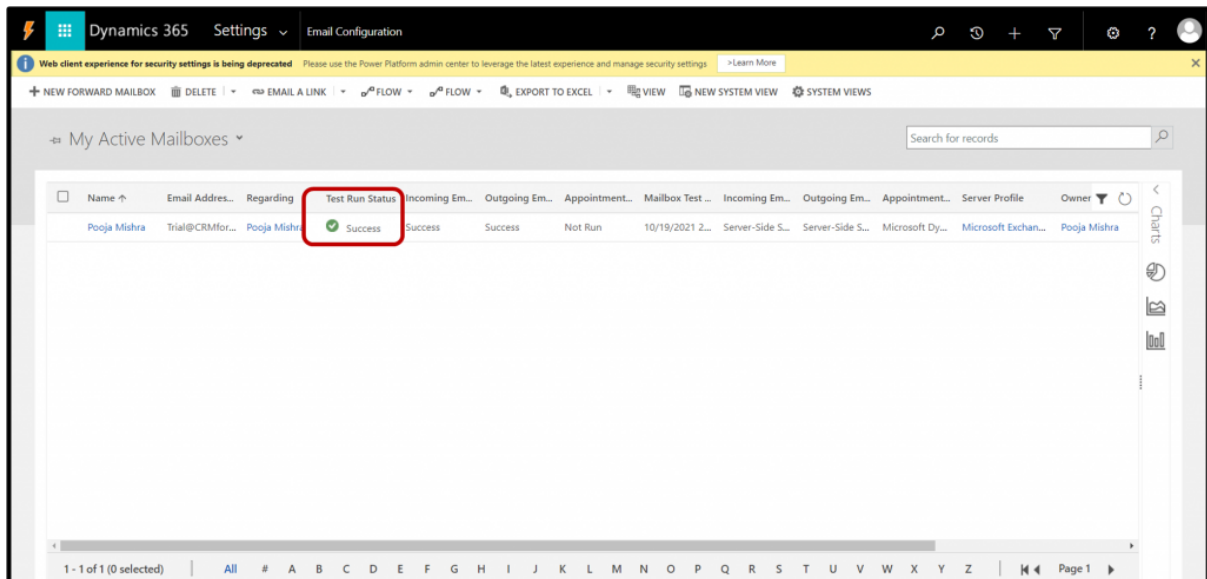 Dynamics 365 Settings Email Configuration ?
Web client experience for security settings is being deprecated Please use the Power Platform admin center to leverage the latest experience and manage security settings >Learn More
NEW FORWARD MAILBOX DELETE EMAIL A LINK FLOW FLOW EXPORT TO EXCEL VIEW NEW SYSTEM VIEW SYSTEM VIEWS
My Active Mailboxes
Search for records
Name Email Addres... Regarding Test Run Status Incoming Em... Outgoing Em... Appointment... Mailbox Test ... Incoming Em... Outgoing Em... Appointment... Server Profile Owner
Pooja Mishra Trial@CRMfor... Pooja Mishra Success Success Success Not Run 10/19/2021 2... Server-Side S... Server-Side S... Microsoft Dy... Microsoft Exchan... Pooja Mishra
Charts
1 - 1 of 1 (0 selected) All # A B C D E F G H I J K L M N O P Q R S T U V W X Y Z Page 1